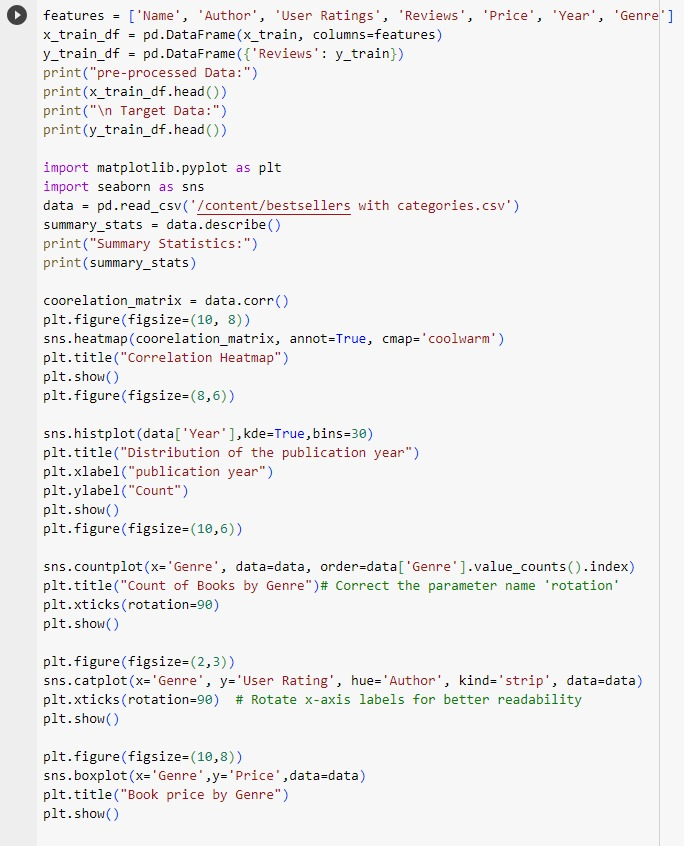 features = ['Name', 'Author', 'User Ratings', 'Reviews', 'Price', 'Year', 'Genre']
x_train_df = pd.DataFrame(x_train, columns=features)
y_train_df = pd.DataFrame({'Reviews': y_train})
print("pre-processed Data:")
print(x_train_df.head())
print("\n Target Data:")
print(y_train_df.head())
import matplotlib.pyplot as plt
import seaborn as sns
data = pd.read_csv('/content/bestsellers with categories.csv')
summary_stats = data.describe()
print("Summary Statistics:")
print(summary_stats)
coorelation_matrix = data.corr()
plt.figure(figsize=(10, 8))
sns.heatmap(coorelation_matrix, annot=True, cmap='coolwarm')
plt.title("Correlation Heatmap")
plt.show()
plt.figure(figsize=(8,6))
sns.histplot(data['Year'],kde=True,bins=30)
plt.title("Distribution of the publication year")
plt.xlabel("publication year")
plt.ylabel("Count")
plt.show()
plt.figure(figsize=(10,6))
sns.countplot(x='Genre', data=data, order=data['Genre'].value_counts().index)
plt.title("Count of Books by Genre")# Correct the parameter name 'rotation'
plt.xticks(rotation=90)
plt.show()
plt.figure(figsize=(2,3))
sns.catplot(x='Genre', y='User Rating', hue='Author', kind='strip', data=data)
plt.xticks(rotation=90)  # Rotate x-axis labels for better readability
plt.show()
plt.figure(figsize=(10,8))
sns.boxplot(x='Genre',y='Price',data=data)
plt.title("Book price by Genre")
plt.show()